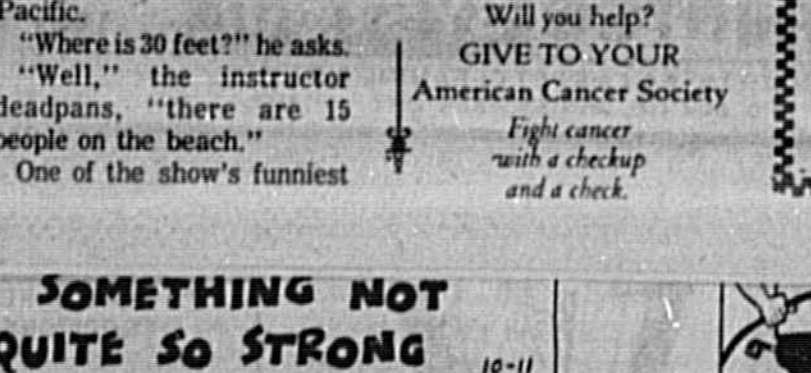 Pacific.
"Where is 30 feet?" he asks.
"Well," the instructor
deadpans, "there are 15
people on the beach."
One of the show's funniest
Will you help?
GIVE TO YOUR
American Cancer Society
Fight cancer
with a checkup
and a check.
SOMETHING NOT
QUITE SO STRONG
10-11